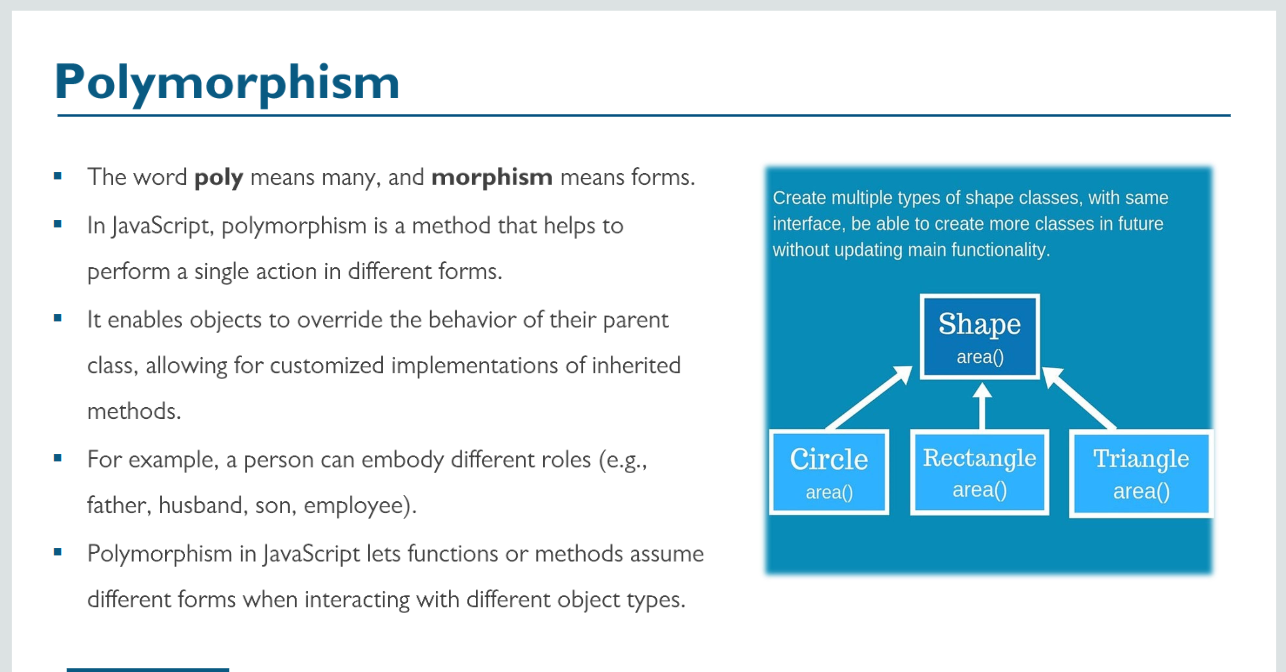 Polymorphism
▪ The word poly means many, and morphism means forms.
▪ In JavaScript, polymorphism is a method that helps to
perform a single action in different forms.
▪ It enables objects to override the behavior of their parent
class, allowing for customized implementations of inherited
methods.
▪ For example, a person can embody different roles (e.g.,
father, husband, son, employee).
▪ Polymorphism in JavaScript lets functions or methods assume
different forms when interacting with different object types.
Create multiple types of shape classes, with same
interface, be able to create more classes in future
without updating main functionality.
Shape
area()
Circle
area()
Rectangle
area()
Triangle
area()